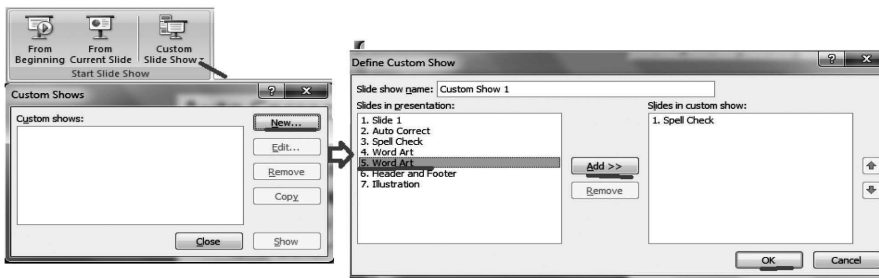 From Beginning
From Current Slide
Custom Slide Show
Start Slide Show
Custom Shows
Custom shows:
New...
Edit...
Remove
Copy
Close
Show
Define Custom Show
Slide show name: Custom Show 1
Slides in presentation:
1. Slide 1
2. Auto Correct
3. Spell Check
4. Word Art
5. Word Art
6. Header and Footer
7. Illustration
Add >>
Remove
Slides in custom show:
1. Spell Check
OK
Cancel